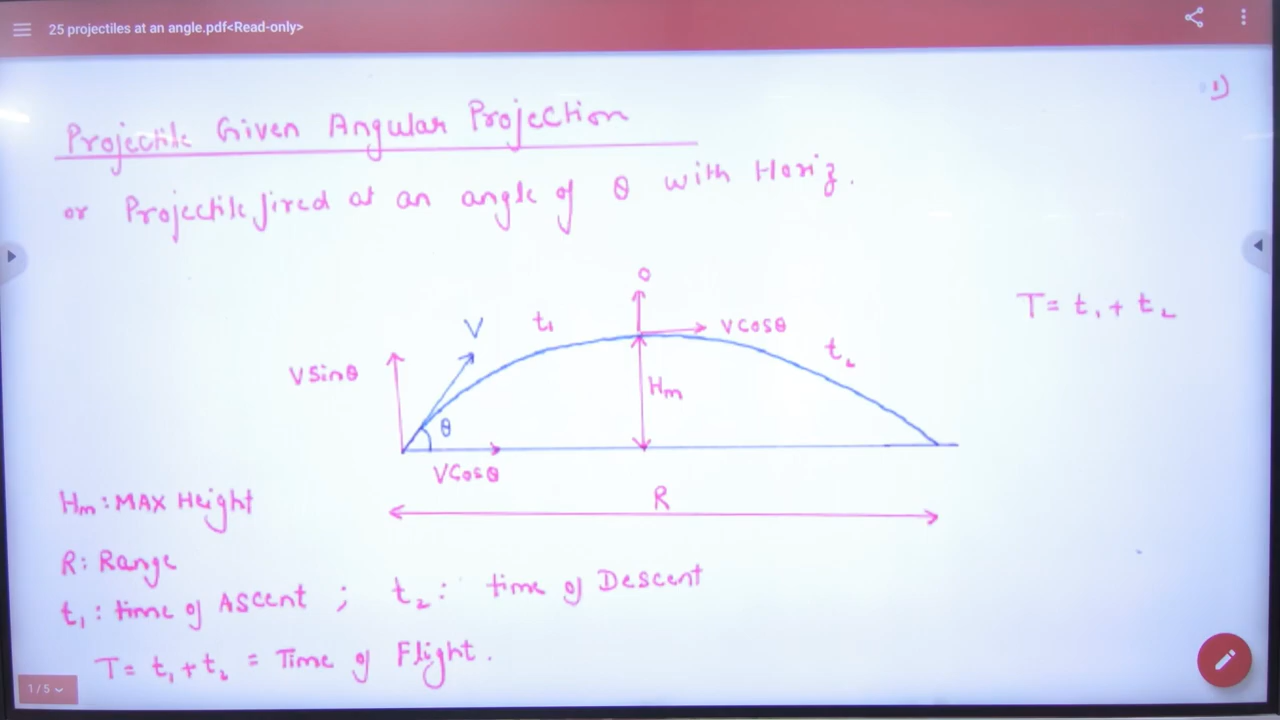 25 projectiles at an angle.pdf<Read-only>
1)
Projectile Given Angular Projection
or Projectile fired at an angle of θ with Horiz.
0
T= t₁ + t₂
V
t₁
VCosθ
t₂
VSinθ
Hm
θ
VCosθ
R
Hm : MAX Height
R: Range
t₁ : time of Ascent ; t₂ : time of Descent
T= t₁ + t₂ = Time of Flight.
1/5